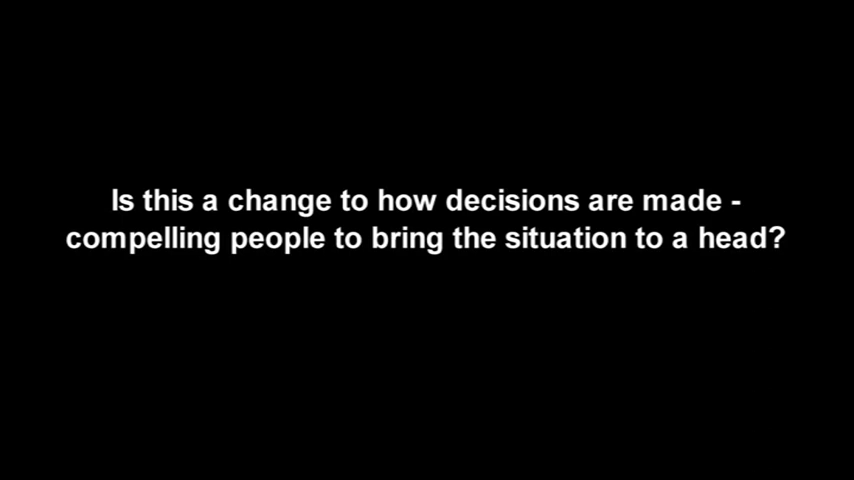 Is this a change to how decisions are made -
compelling people to bring the situation to a head?